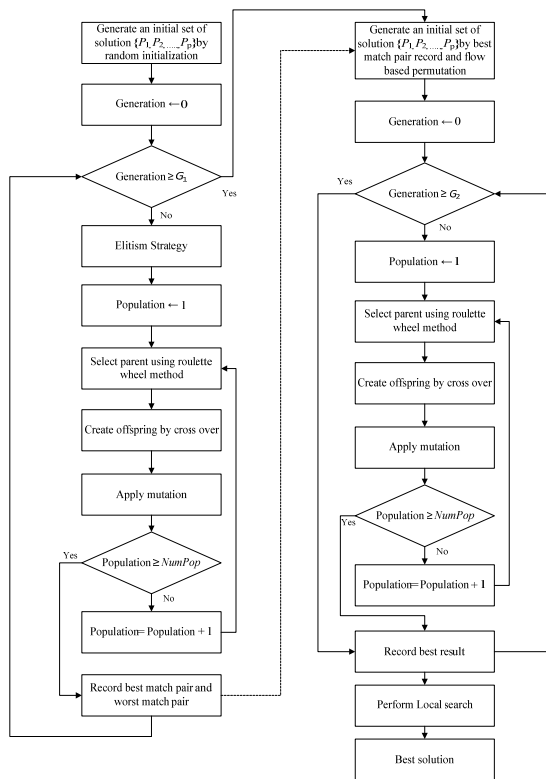 Generate an initial set of
solution {P1, P2,....., Pp}by
random initialization
Generation ← 0
Generation ≥ G1
Yes
No
Elitism Strategy
Population ← 1
Select parent using roulette
wheel method
Create offspring by cross over
Apply mutation
Yes
Population ≥ NumPop
No
Population= Population + 1
Record best match pair and
worst match pair
Generate an initial set of
solution {P1, P2,....., Pp}by best
match pair record and flow
based permutation
Generation ← 0
Yes
Generation ≥ G2
No
Population ← 1
Select parent using roulette
wheel method
Create offspring by cross over
Apply mutation
Yes
Population ≥ NumPop
No
Population= Population + 1
Record best result
Perform Local search
Best solution